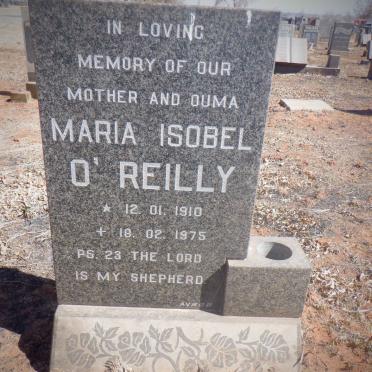 IN LOVING
MEMORY OF OUR
MOTHER AND OUMA
MARIA ISOBEL
O' REILLY
* 12. 01. 1910
+ 18. 02. 1975
PS. 23 THE LORD
IS MY SHEPHERD